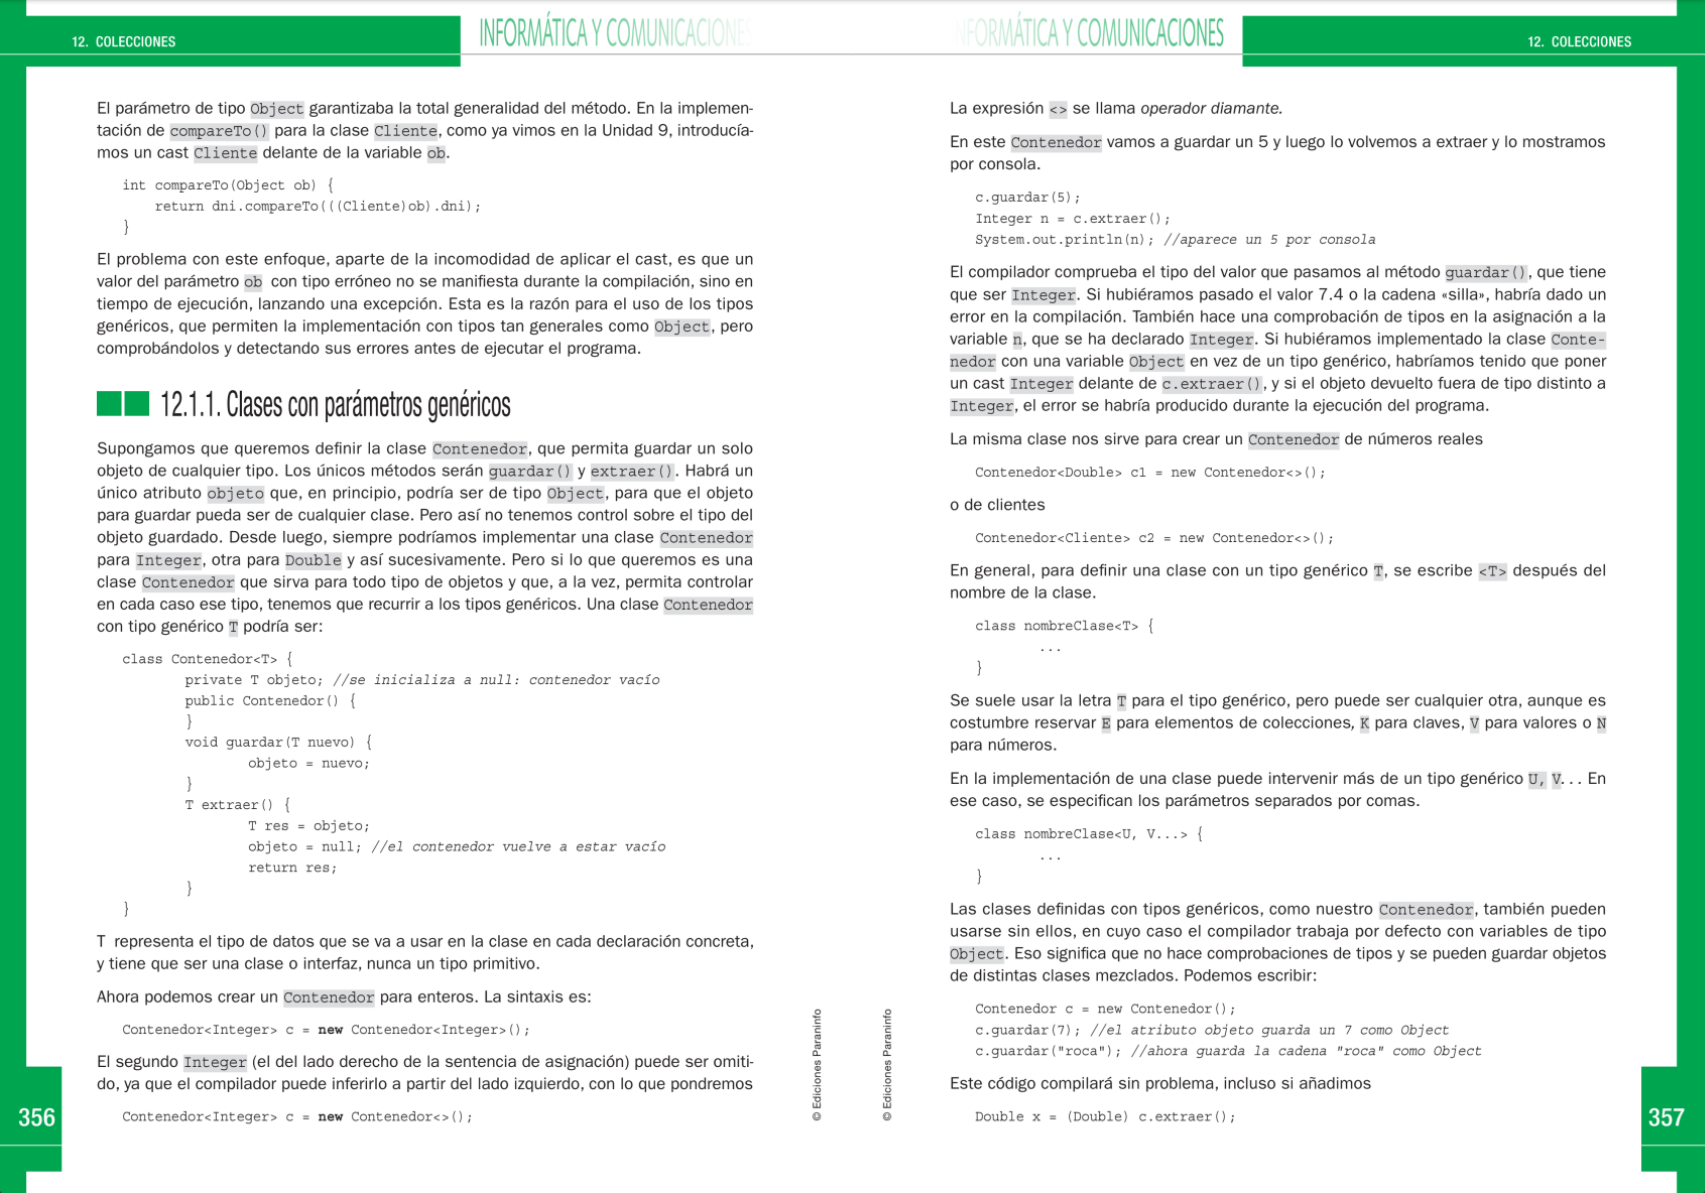 12. COLECCIONES
INFORMÁTICA Y COMUNICACIONES
El parámetro de tipo Object garantizaba la total generalidad del método. En la implemen-
tación de compareTo() para la clase Cliente, como ya vimos en la Unidad 9, introducía-
mos un cast Cliente delante de la variable ob.
int compareTo(Object ob) {
return dni.compareTo(((Cliente)ob).dni);
}
El problema con este enfoque, aparte de la incomodidad de aplicar el cast, es que un
valor del parámetro ob con tipo erróneo no se manifiesta durante la compilación, sino en
tiempo de ejecución, lanzando una excepción. Esta es la razón para el uso de los tipos
genéricos, que permiten la implementación con tipos tan generales como Object, pero
comprobándolos y detectando sus errores antes de ejecutar el programa.
12.1.1. Clases con parámetros genéricos
Supongamos que queremos definir la clase Contenedor, que permita guardar un solo
objeto de cualquier tipo. Los únicos métodos serán guardar() y extraer(). Habrá un
único atributo objeto que, en principio, podría ser de tipo Object, para que el objeto
para guardar pueda ser de cualquier clase. Pero así no tenemos control sobre el tipo del
objeto guardado. Desde luego, siempre podríamos implementar una clase Contenedor
para Integer, otra para Double y así sucesivamente. Pero si lo que queremos es una
clase Contenedor que sirva para todo tipo de objetos y que, a la vez, permita controlar
en cada caso ese tipo, tenemos que recurrir a los tipos genéricos. Una clase Contenedor
con tipo genérico T podría ser:
class Contenedor<T> {
private T objeto; //se inicializa a null: contenedor vacío
public Contenedor() {
}
void guardar(T nuevo) {
objeto = nuevo;
}
T extraer() {
T res = objeto;
objeto = null; //el contenedor vuelve a estar vacío
return res;
}
}
T representa el tipo de datos que se va a usar en la clase en cada declaración concreta,
y tiene que ser una clase o interfaz, nunca un tipo primitivo.
Ahora podemos crear un Contenedor para enteros. La sintaxis es:
Contenedor<Integer> c = new Contenedor<Integer>();
El segundo Integer (el del lado derecho de la sentencia de asignación) puede ser omiti-
do, ya que el compilador puede inferirlo a partir del lado izquierdo, con lo que pondremos
Contenedor<Integer> c = new Contenedor<>();
356
© Ediciones Paraninfo
INFORMÁTICA Y COMUNICACIONES
12. COLECCIONES
La expresión <> se llama operador diamante.
En este Contenedor vamos a guardar un 5 y luego lo volvemos a extraer y lo mostramos
por consola.
c.guardar(5);
Integer n = c.extraer();
System.out.println(n); //aparece un 5 por consola
El compilador comprueba el tipo del valor que pasamos al método guardar(), que tiene
que ser Integer. Si hubiéramos pasado el valor 7.4 o la cadena «silla», habría dado un
error en la compilación. También hace una comprobación de tipos en la asignación a la
variable n, que se ha declarado Integer. Si hubiéramos implementado la clase Conte-
nedor con una variable Object en vez de un tipo genérico, habríamos tenido que poner
un cast Integer delante de c.extraer(), y si el objeto devuelto fuera de tipo distinto a
Integer, el error se habría producido durante la ejecución del programa.
La misma clase nos sirve para crear un Contenedor de números reales
Contenedor<Double> c1 = new Contenedor<>();
o de clientes
Contenedor<Cliente> c2 = new Contenedor<>();
En general, para definir una clase con un tipo genérico T, se escribe <T> después del
nombre de la clase.
class nombreClase<T> {
...
}
Se suele usar la letra T para el tipo genérico, pero puede ser cualquier otra, aunque es
costumbre reservar E para elementos de colecciones, K para claves, V para valores o N
para números.
En la implementación de una clase puede intervenir más de un tipo genérico U, V... En
ese caso, se especifican los parámetros separados por comas.
class nombreClase<U, V...> {
...
}
Las clases definidas con tipos genéricos, como nuestro Contenedor, también pueden
usarse sin ellos, en cuyo caso el compilador trabaja por defecto con variables de tipo
Object. Eso significa que no hace comprobaciones de tipos y se pueden guardar objetos
de distintas clases mezclados. Podemos escribir:
Contenedor c = new Contenedor();
c.guardar(7); //el atributo objeto guarda un 7 como Object
c.guardar("roca"); //ahora guarda la cadena "roca" como Object
Este código compilará sin problema, incluso si añadimos
Double x = (Double) c.extraer();
© Ediciones Paraninfo
357